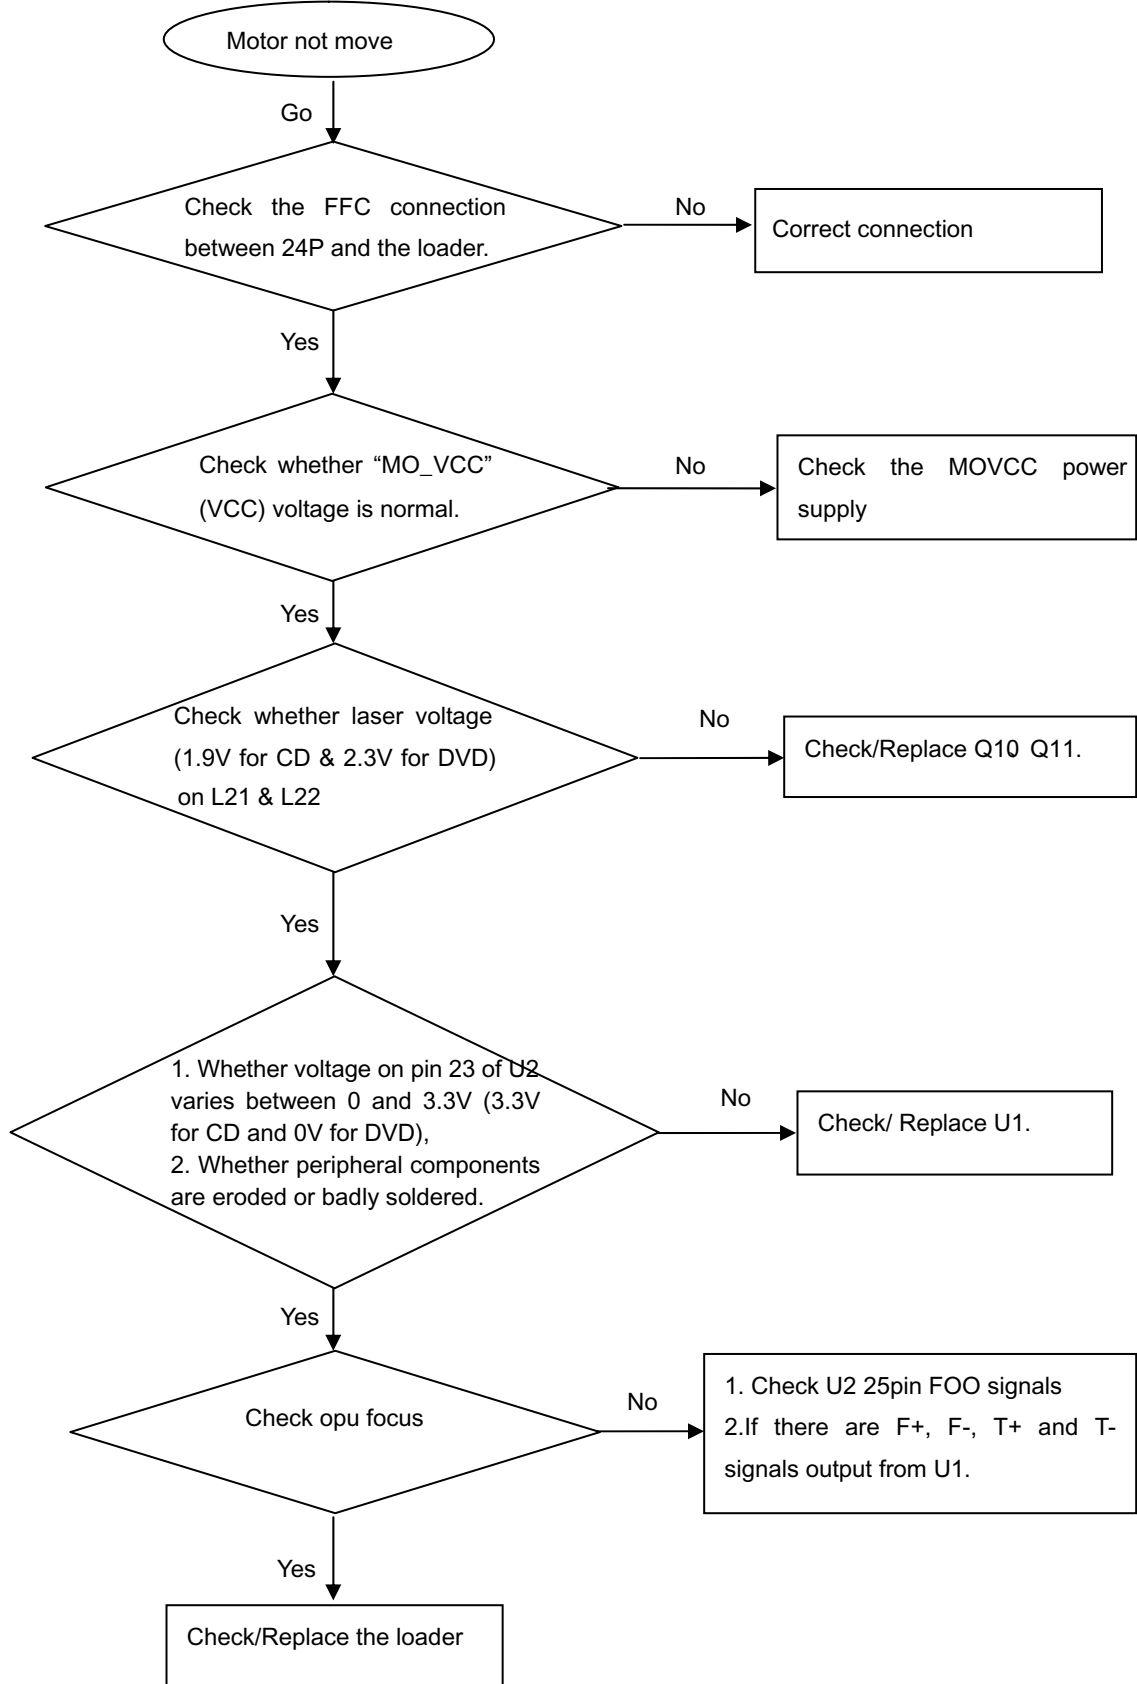 Motor not move
Go
Check the FFC connection
between 24P and the loader.
No
Correct connection
Yes
Check whether “MO_VCC”
(VCC) voltage is normal.
No
Check the MOVCC power
supply
Yes
Check whether laser voltage
(1.9V for CD & 2.3V for DVD)
on L21 & L22
No
Check/Replace Q10 Q11.
Yes
1. Whether voltage on pin 23 of U2
varies between 0 and 3.3V (3.3V
for CD and 0V for DVD),
2. Whether peripheral components
are eroded or badly soldered.
No
Check/ Replace U1.
Yes
Check opu focus
No
1. Check U2 25pin FOO signals
2.If there are F+, F-, T+ and T-
signals output from U1.
Yes
Check/Replace the loader